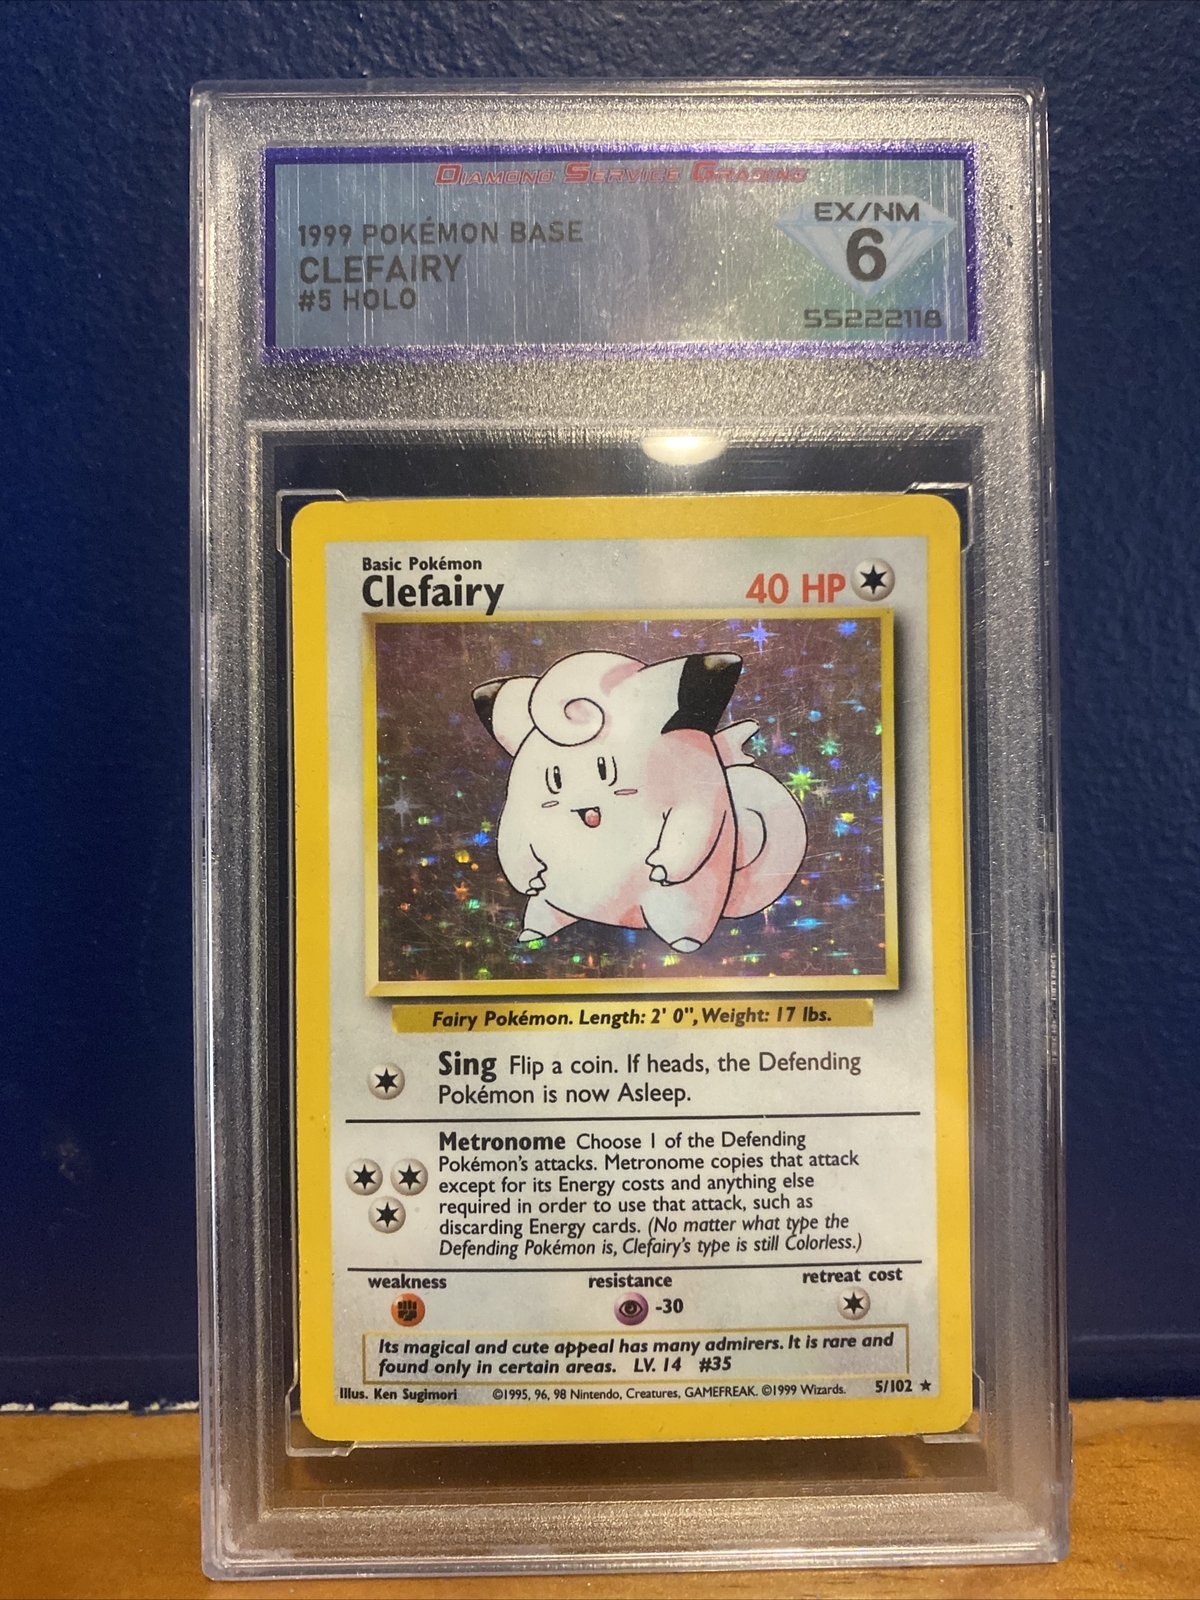 DIAMOND SERVICE GRADING
1999 POKÉMON BASE
CLEFAIRY
#5 HOLO
EX/NM
6
55222118
Basic Pokémon
Clefairy
40 HP
Fairy Pokémon. Length: 2' 0", Weight: 17 lbs.
Sing Flip a coin. If heads, the Defending
Pokémon is now Asleep.
Metronome Choose 1 of the Defending
Pokémon's attacks. Metronome copies that attack
except for its Energy costs and anything else
required in order to use that attack, such as
discarding Energy cards. (No matter what type the
Defending Pokémon is, Clefairy's type is still Colorless.)
weakness resistance retreat cost
-30
Its magical and cute appeal has many admirers. It is rare and
found only in certain areas. LV. 14 #35
Illus. Ken Sugimori ©1995, 96, 98 Nintendo, Creatures, GAMEFREAK. ©1999 Wizards. 5/102 ★